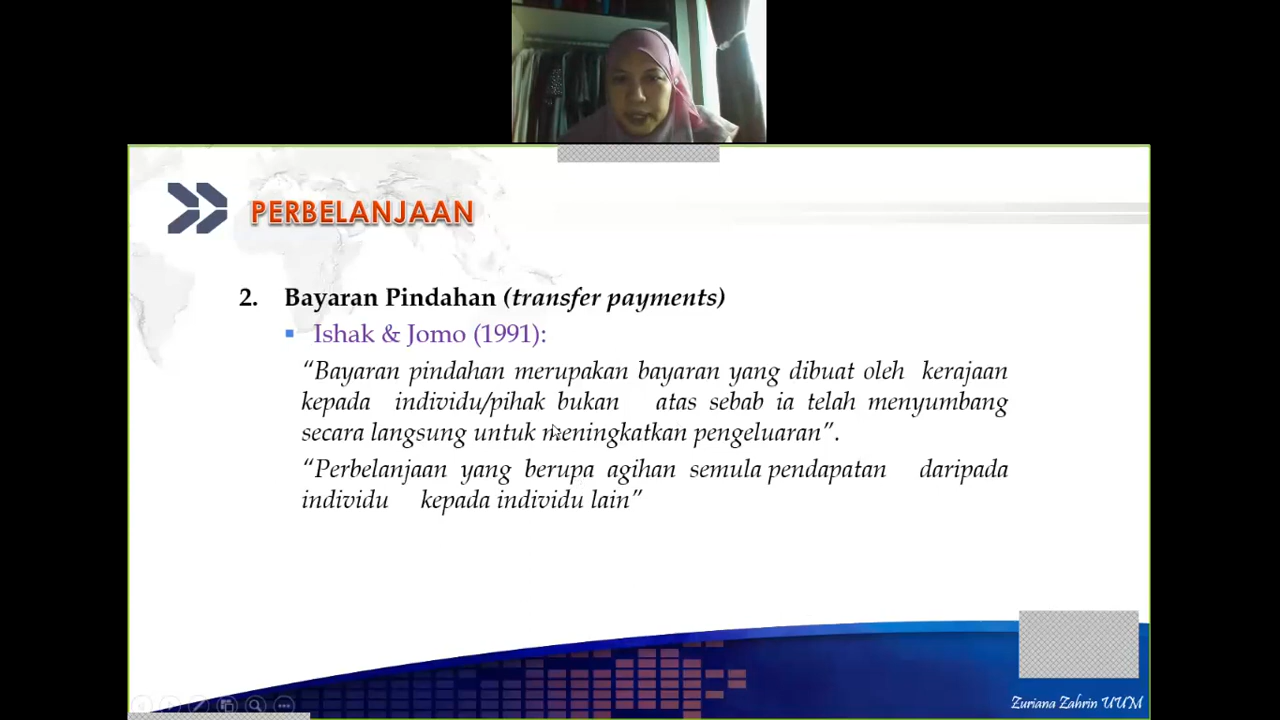 PERBELANJAAN
2. Bayaran Pindahan (transfer payments)
Ishak & Jomo (1991):
“Bayaran pindahan merupakan bayaran yang dibuat oleh kerajaan
kepada individu/pihak bukan atas sebab ia telah menyumbang
secara langsung untuk meningkatkan pengeluaran”.
“Perbelanjaan yang berupa agihan semula pendapatan daripada
individu kepada individu lain”
Zuriana Zahrin UUM